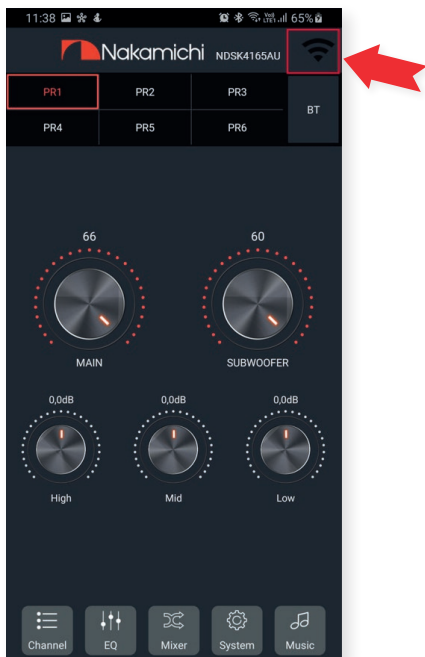 11:38 65%
Nakamichi NDSK4165AU
PR1 PR2 PR3
BT
PR4 PR5 PR6
66 60
MAIN SUBWOOFER
0,0dB 0,0dB 0,0dB
High Mid Low
Channel EQ Mixer System Music